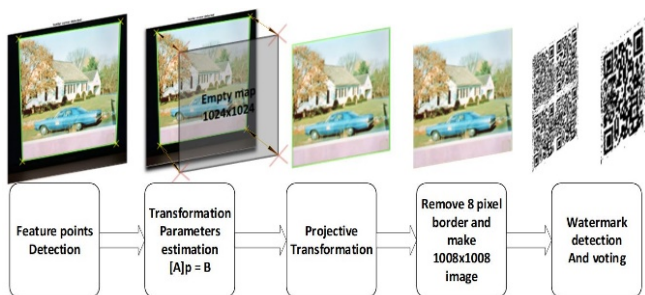 Empty map
1024x1024
Feature points
Detection
Transformation
Parameters
estimation
[A]p = B
Projective
Transformation
Remove 8 pixel
border and
make
1008x1008
image
Watermark
detection
And voting